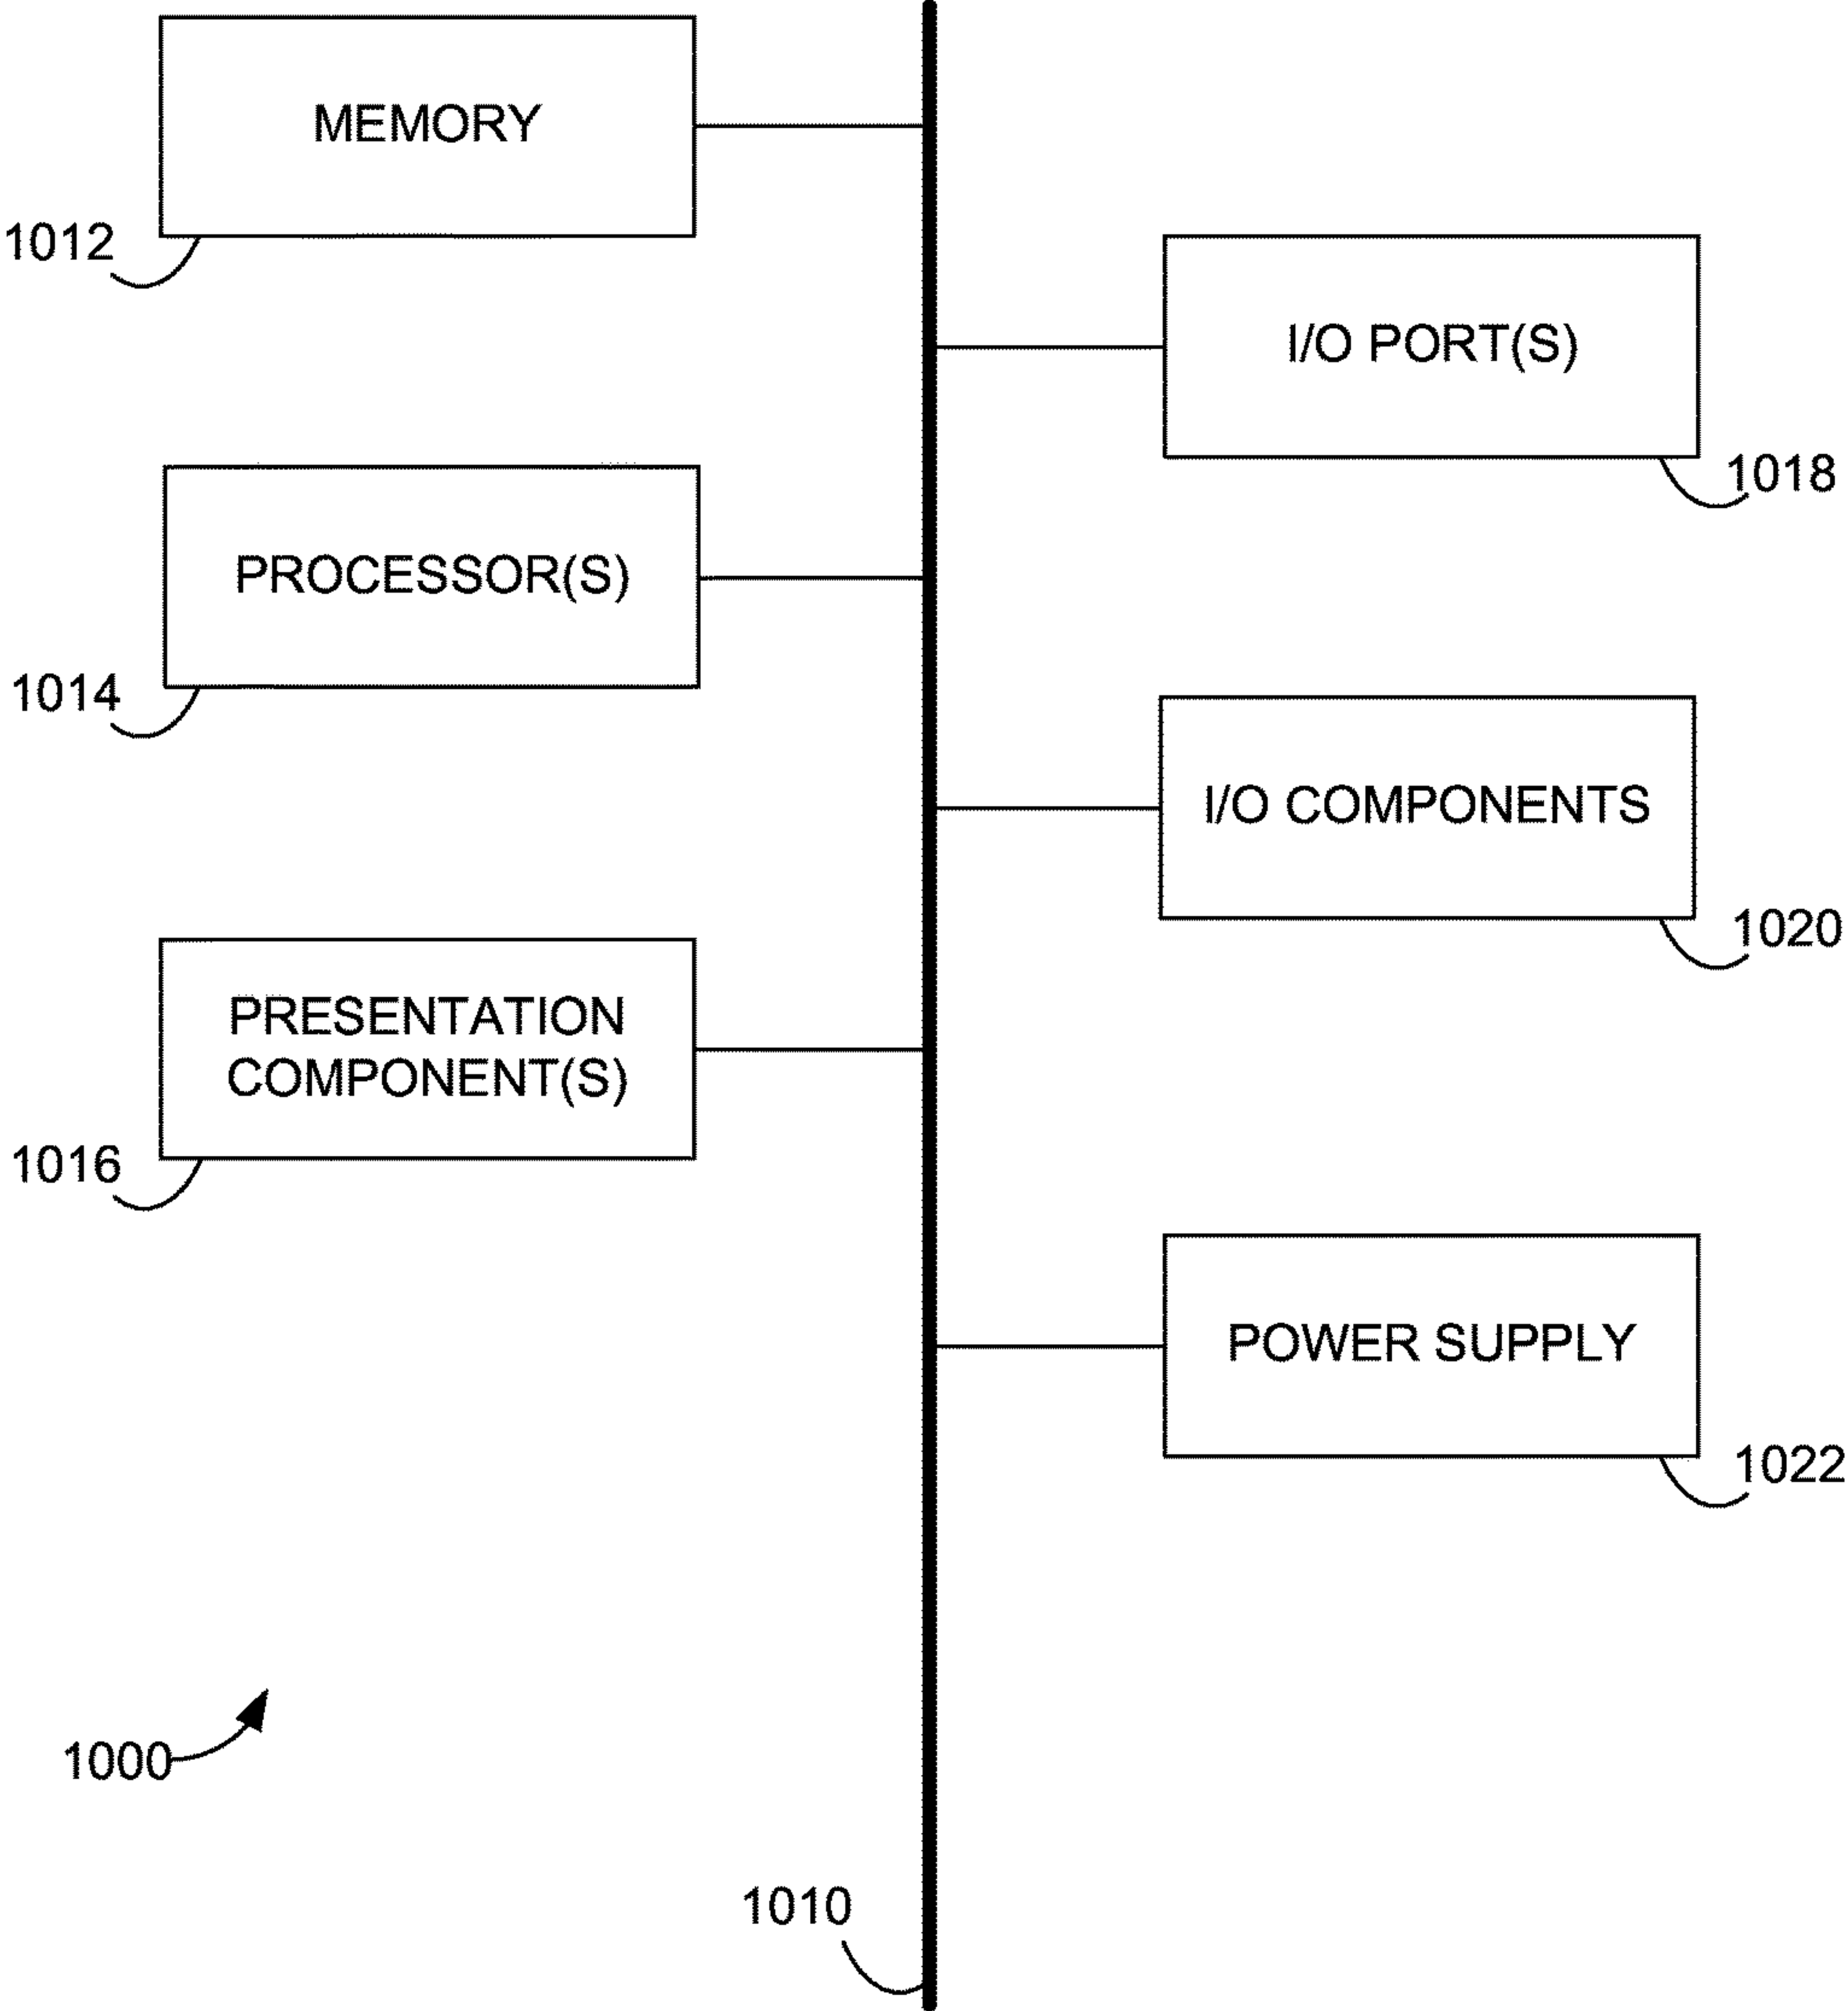 MEMORY
1012
I/O PORT(S)
1018
PROCESSOR(S)
1014
I/O COMPONENTS
1020
PRESENTATION
COMPONENT(S)
1016
POWER SUPPLY
1022
1000
1010